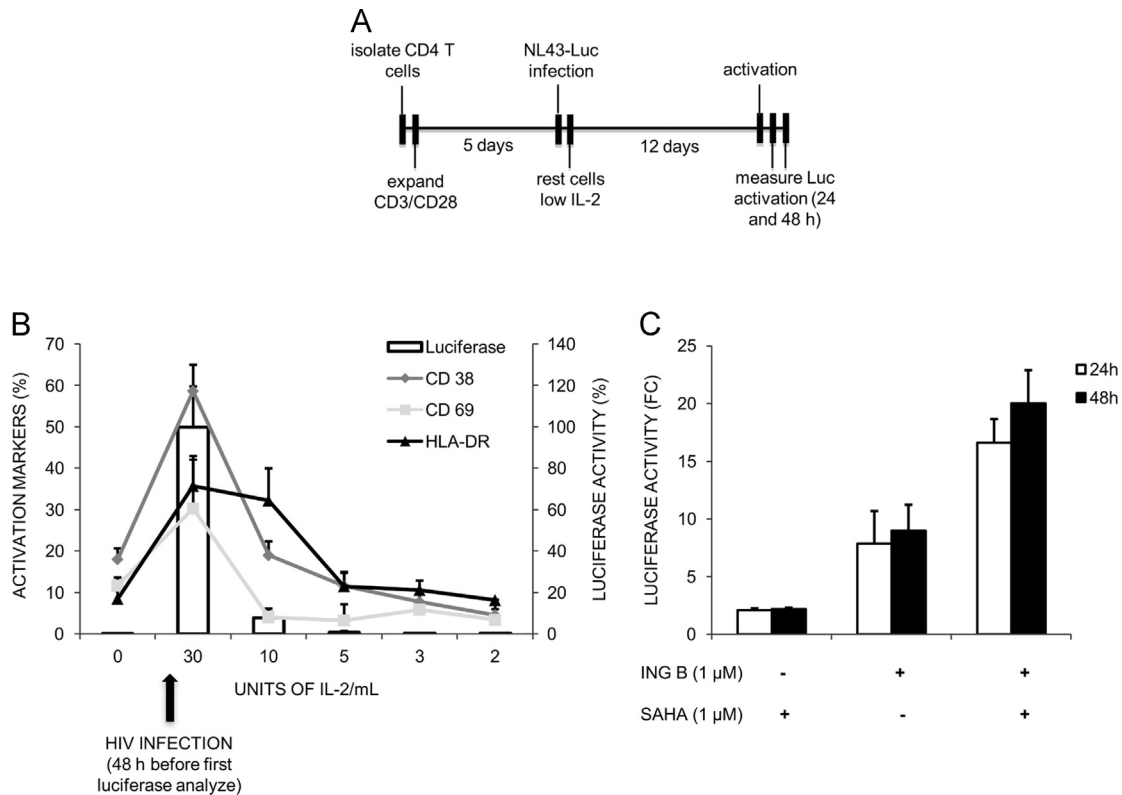 A
isolate CD4 T
cells
NL43-Luc
infection
activation
5 days
12 days
expand
CD3/CD28
rest cells
low IL-2
measure Luc
activation (24
and 48 h)
B
ACTIVATION MARKERS (%)
70
60
50
40
30
20
10
0
Luciferase
CD 38
CD 69
HLA-DR
140
120
100
80
60
40
20
0
LUCIFERASE ACTIVITY (%)
0 30 10 5 3 2
UNITS OF IL-2/mL
HIV INFECTION
(48 h before first
luciferase analyze)
C
LUCIFERASE ACTIVITY (FC)
25
20
15
10
5
0
24h
48h
ING B (1 µM) - + +
SAHA (1 µM) + - +